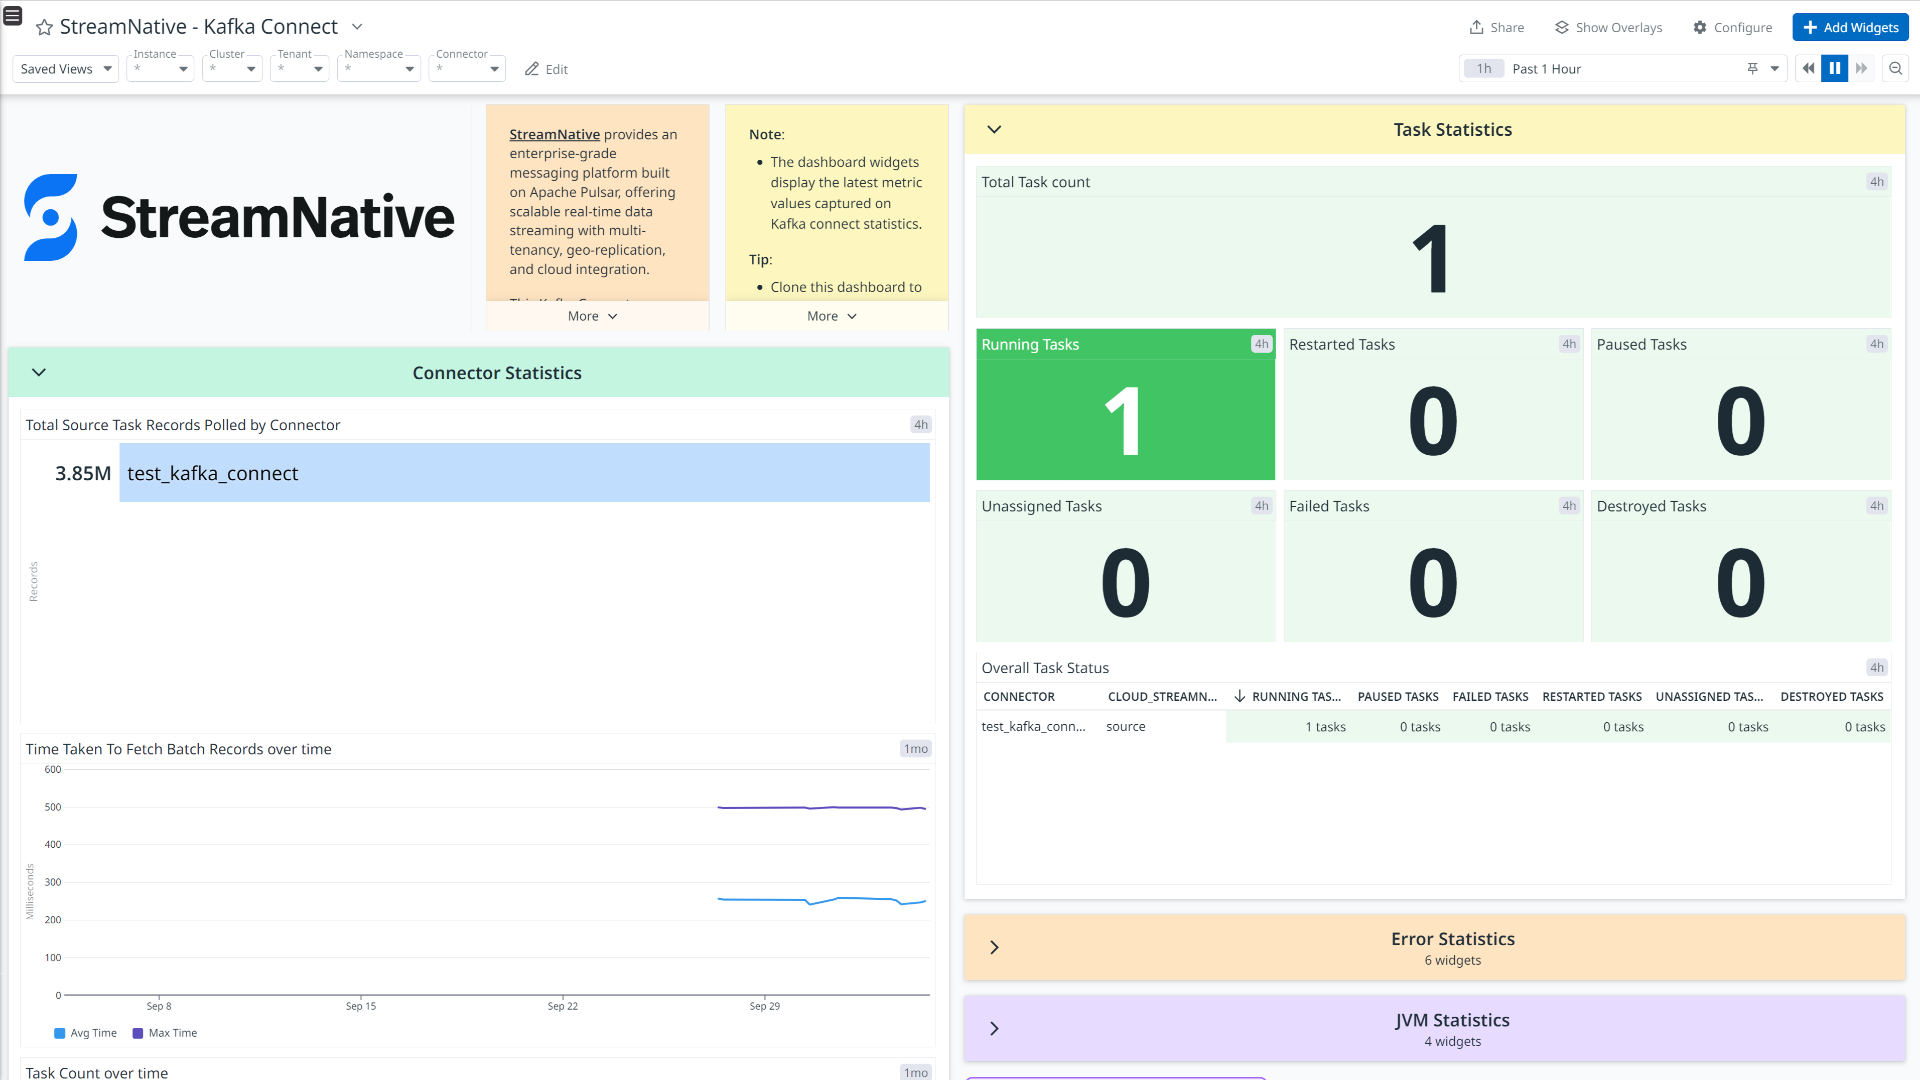 StreamNative - Kafka Connect
Share
Show Overlays
Configure
Add Widgets
Saved Views
Instance
*
Cluster
*
Tenant
*
Namespace
*
Connector
*
Edit
1h
Past 1 Hour
StreamNative
StreamNative provides an
enterprise-grade
messaging platform built
on Apache Pulsar, offering
scalable real-time data
streaming with multi-
tenancy, geo-replication,
and cloud integration.
More
Note:
The dashboard widgets
display the latest metric
values captured on
Kafka connect statistics.
Tip:
Clone this dashboard to
More
Connector Statistics
Total Source Task Records Polled by Connector
4h
3.85M
test_kafka_connect
Records
Time Taken To Fetch Batch Records over time
1mo
Milliseconds
600
500
400
300
200
100
0
Sep 8
Sep 15
Sep 22
Sep 29
Avg Time
Max Time
Task Count over time
1mo
Task Statistics
Total Task count
4h
1
Running Tasks
4h
1
Restarted Tasks
4h
0
Paused Tasks
4h
0
Unassigned Tasks
4h
0
Failed Tasks
4h
0
Destroyed Tasks
4h
0
Overall Task Status
4h
CONNECTOR CLOUD_STREAMN... RUNNING TAS... PAUSED TASKS FAILED TASKS RESTARTED TASKS UNASSIGNED TAS... DESTROYED TASKS
test_kafka_conn... source 1 tasks 0 tasks 0 tasks 0 tasks 0 tasks 0 tasks
Error Statistics
6 widgets
JVM Statistics
4 widgets